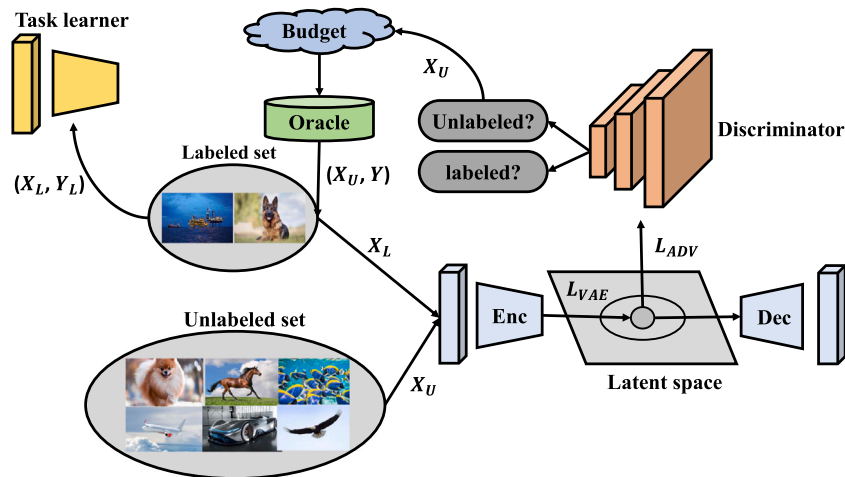 Task learner
Budget
X_U
Unlabeled?
Oracle
Discriminator
Labeled set
labeled?
(X_L, Y_L)
(X_U, Y)
X_L
L_ADV
L_VAE
Enc
Dec
Unlabeled set
X_U
Latent space